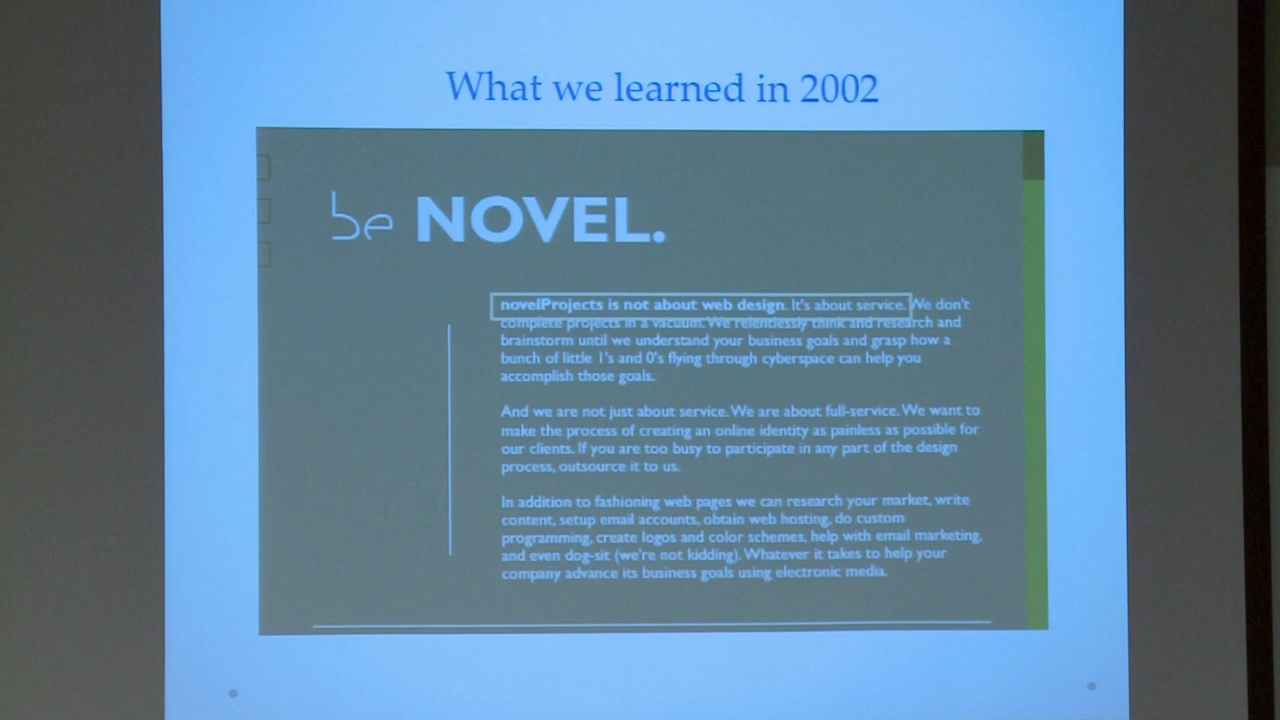 What we learned in 2002
be NOVEL.
novelProjects is not about web design. It's about service. We don't
complete projects in a vacuum. We relentlessly think and research and
brainstorm until we understand your business goals and grasp how a
bunch of little 1's and 0's flying through cyberspace can help you
accomplish those goals.
And we are not just about service. We are about full-service. We want to
make the process of creating an online identity as painless as possible for
our clients. If you are too busy to participate in any part of the design
process, outsource it to us.
In addition to fashioning web pages we can research your market, write
content, setup email accounts, obtain web hosting, do custom
programming, create logos and color schemes, help with email marketing,
and even dog-sit (we're not kidding). Whatever it takes to help your
company advance its business goals using electronic media.